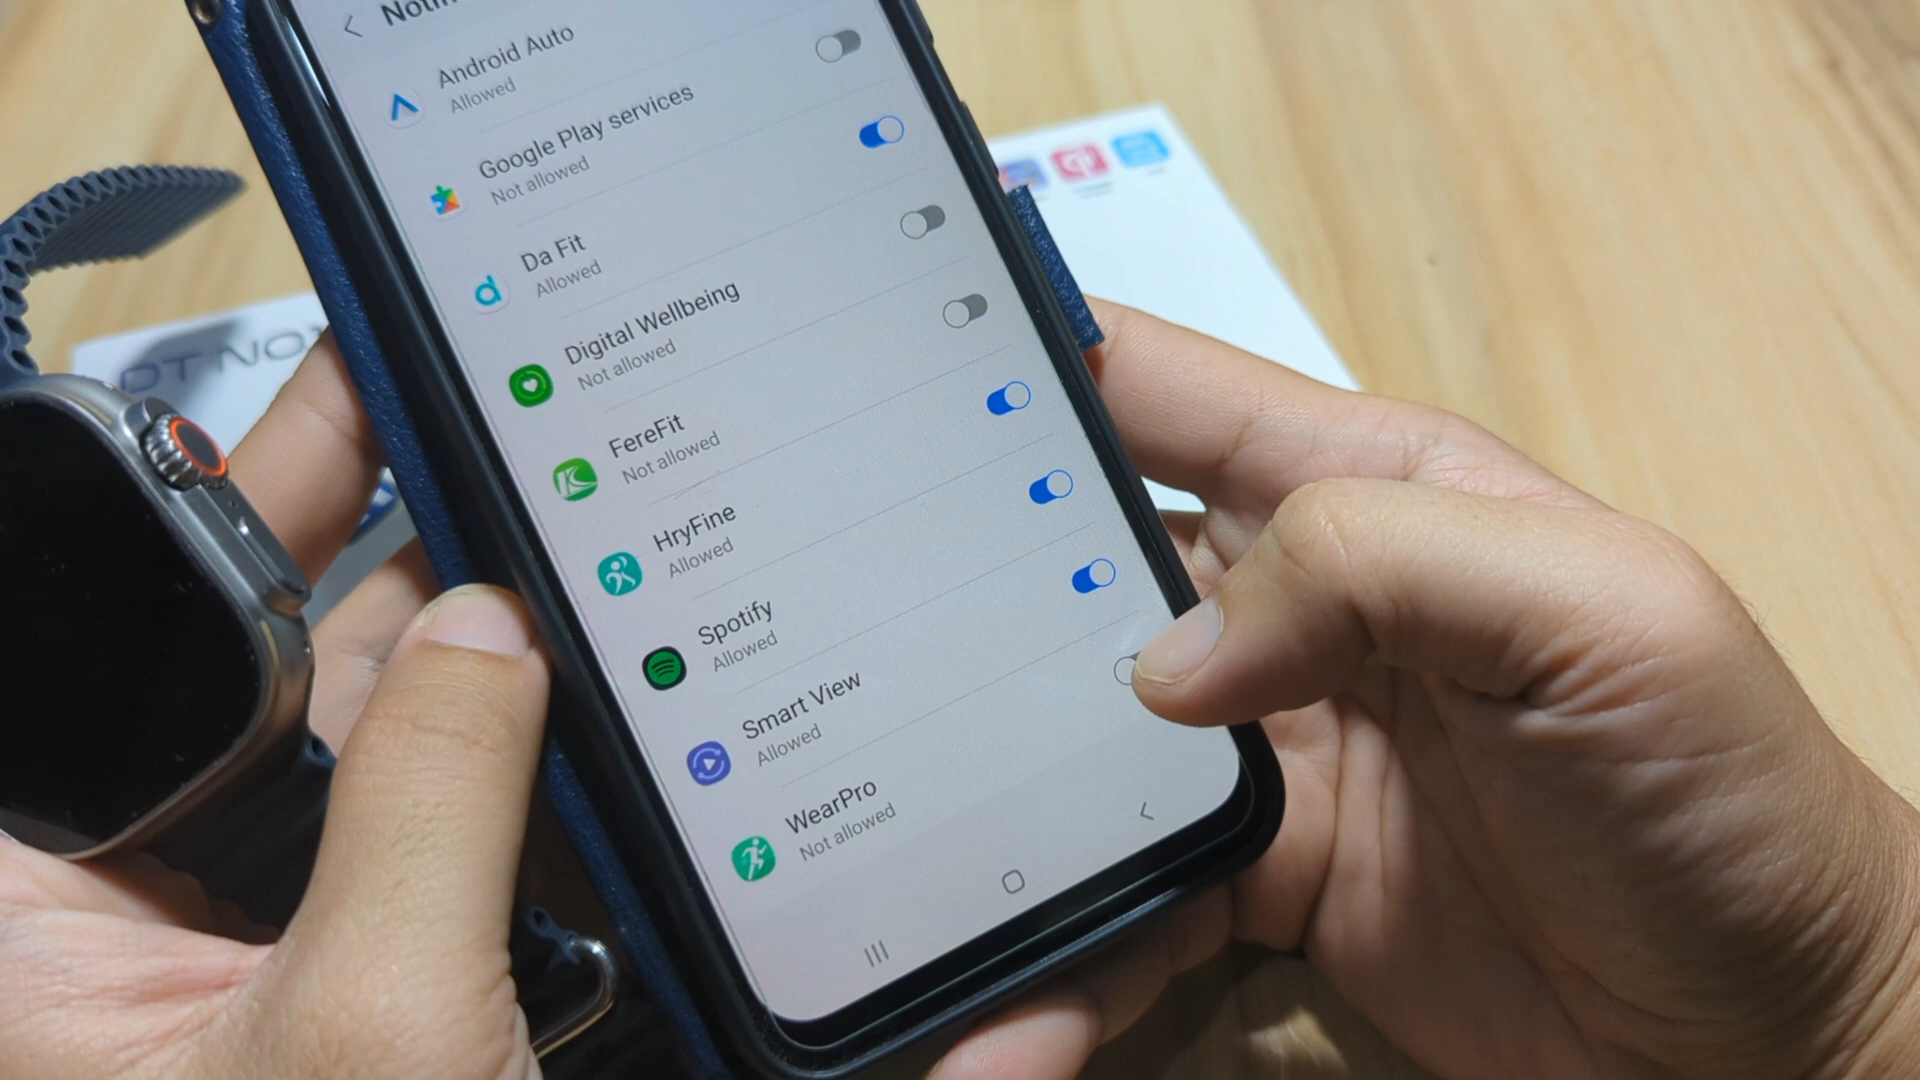 Android Auto
Allowed
Google Play services
Not allowed
Da Fit
Allowed
Digital Wellbeing
Not allowed
FereFit
Not allowed
HryFine
Allowed
Spotify
Allowed
Smart View
Allowed
WearPro
Not allowed